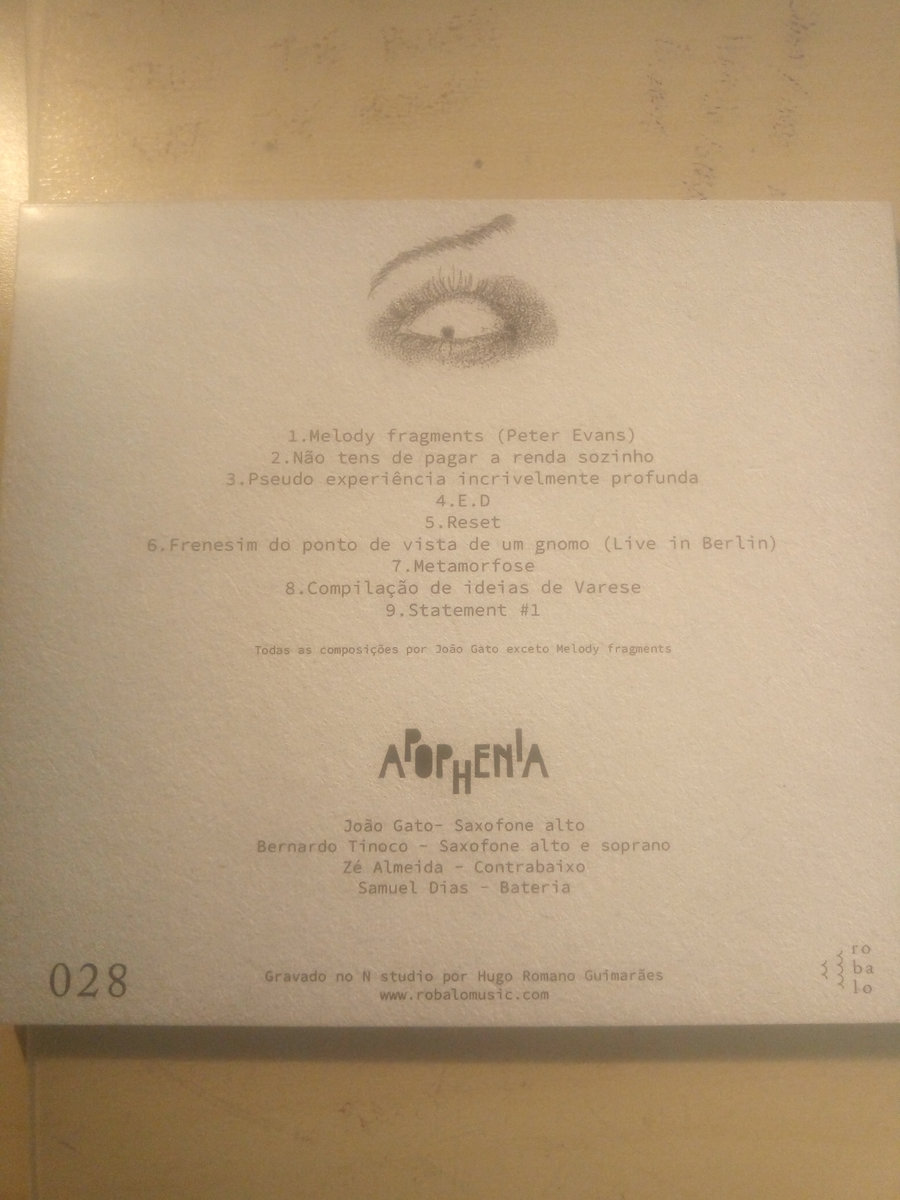 1.Melody fragments (Peter Evans)
2.Não tens de pagar a renda sozinho
3.Pseudo experiência incrivelmente profunda
4.E.D
5.Reset
6.Frenesim do ponto de vista de um gnomo (Live in Berlin)
7.Metamorfose
8.Compilação de ideias de Varese
9.Statement #1
Todas as composições por João Gato exceto Melody fragments
APOPHENIA
João Gato- Saxofone alto
Bernardo Tinoco - Saxofone alto e soprano
Zé Almeida - Contrabaixo
Samuel Dias - Bateria
028
Gravado no N studio por Hugo Romano Guimarães
www.robalomusic.com
ro
ba
lo